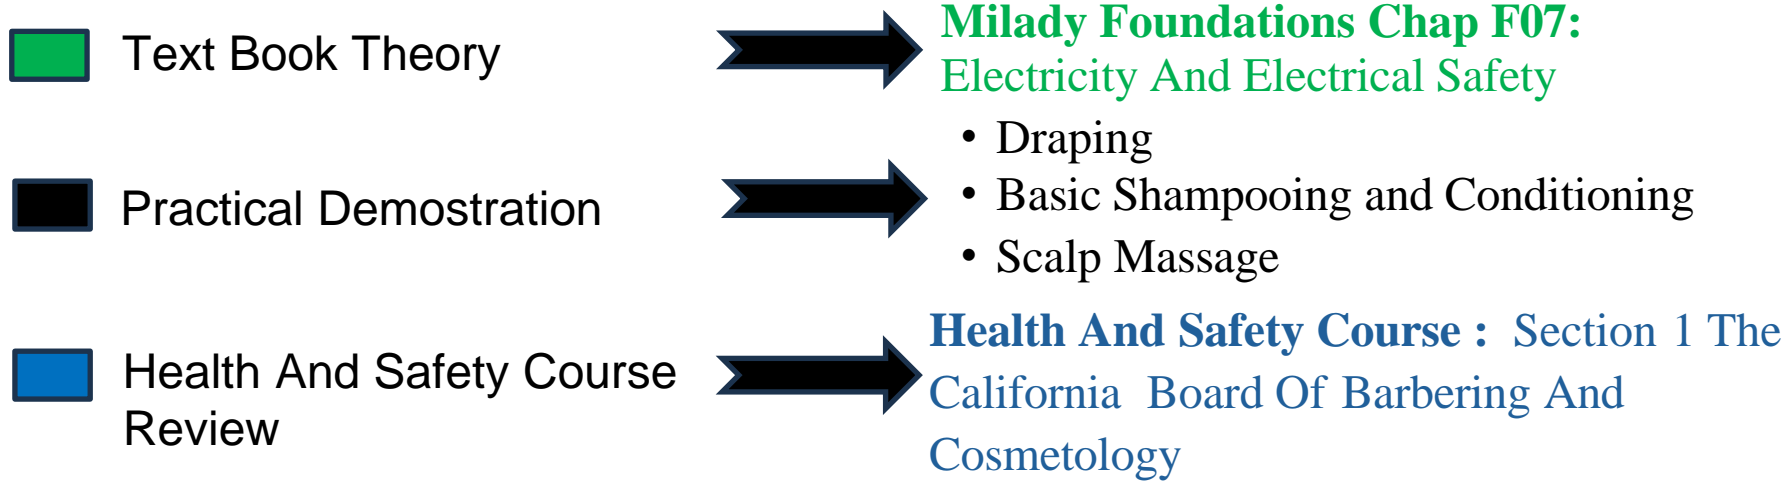 Text Book Theory
Milady Foundations Chap F07:
Electricity And Electrical Safety
Practical Demostration
• Draping
• Basic Shampooing and Conditioning
• Scalp Massage
Health And Safety Course
Review
Health And Safety Course : Section 1 The
California Board Of Barbering And
Cosmetology